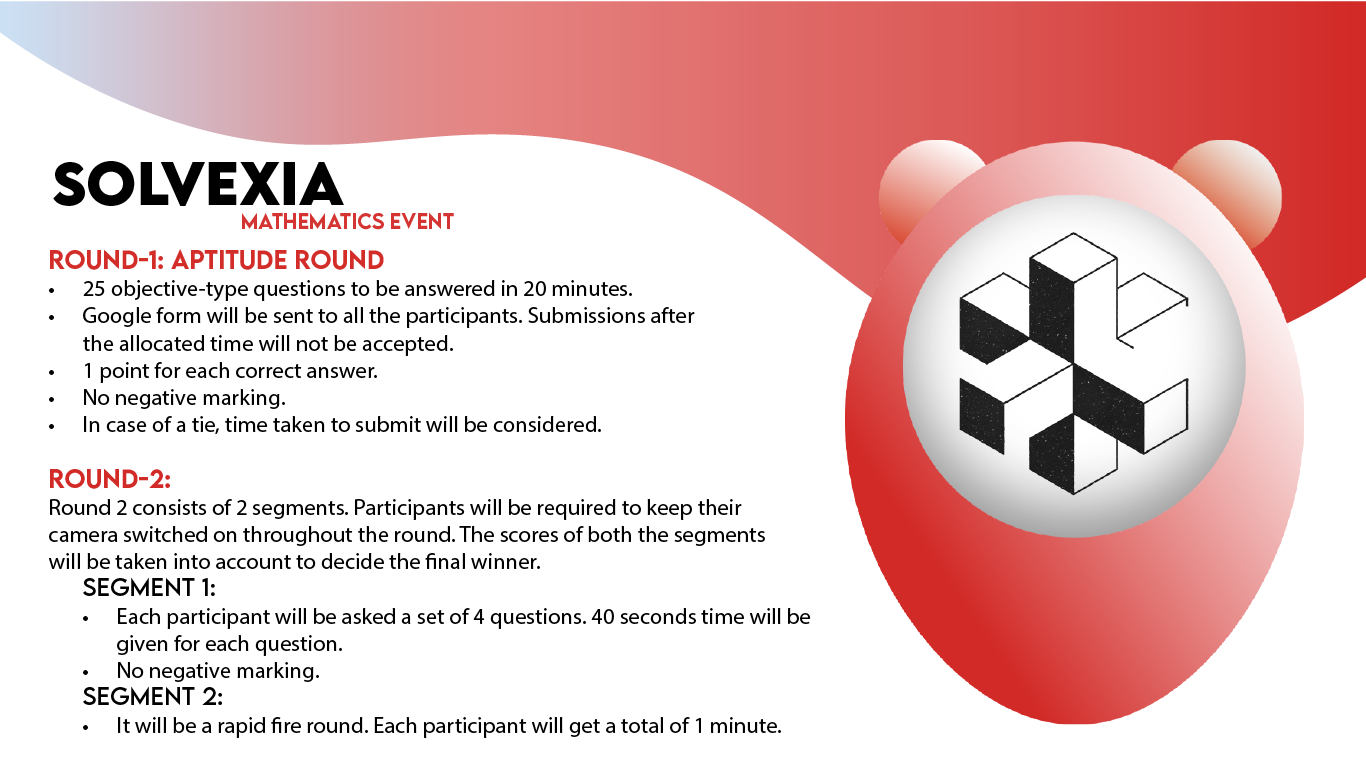 SOLVEXIA
MATHEMATICS EVENT
ROUND-1: APTITUDE ROUND
• 25 objective-type questions to be answered in 20 minutes.
• Google form will be sent to all the participants. Submissions after
the allocated time will not be accepted.
• 1 point for each correct answer.
• No negative marking.
• In case of a tie, time taken to submit will be considered.
ROUND-2:
Round 2 consists of 2 segments. Participants will be required to keep their
camera switched on throughout the round. The scores of both the segments
will be taken into account to decide the final winner.
SEGMENT 1:
• Each participant will be asked a set of 4 questions. 40 seconds time will be
given for each question.
• No negative marking.
SEGMENT 2:
• It will be a rapid fire round. Each participant will get a total of 1 minute.